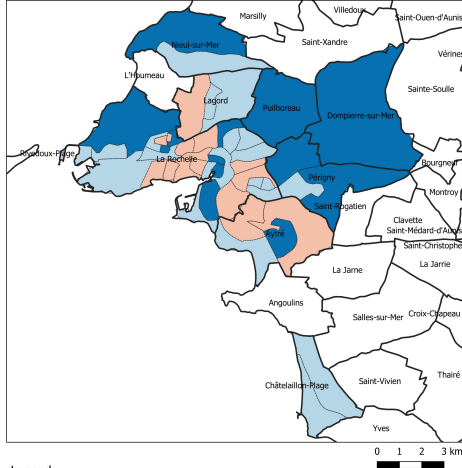 Marsilly
Villedoux
Saint-Ouen-d'Aunis
Nieul-sur-Mer
Saint-Xandre
Vérines
L'Houmeau
Sainte-Soulle
Lagord
Puilboreau
Dompierre-sur-Mer
Rivedoux-Plage
La Rochelle
Bourgneuf
Périgny
Montroy
Saint-Rogatien
Clavette
Saint-Médard-d'Aunis
Aytré
Saint-Christophe
La Jarne
La Jarrie
Angoulins
Salles-sur-Mer
Croix-Chapeau
Châtelaillon-Plage
Saint-Vivien
Thairé
Yves
0 1 2 3 km